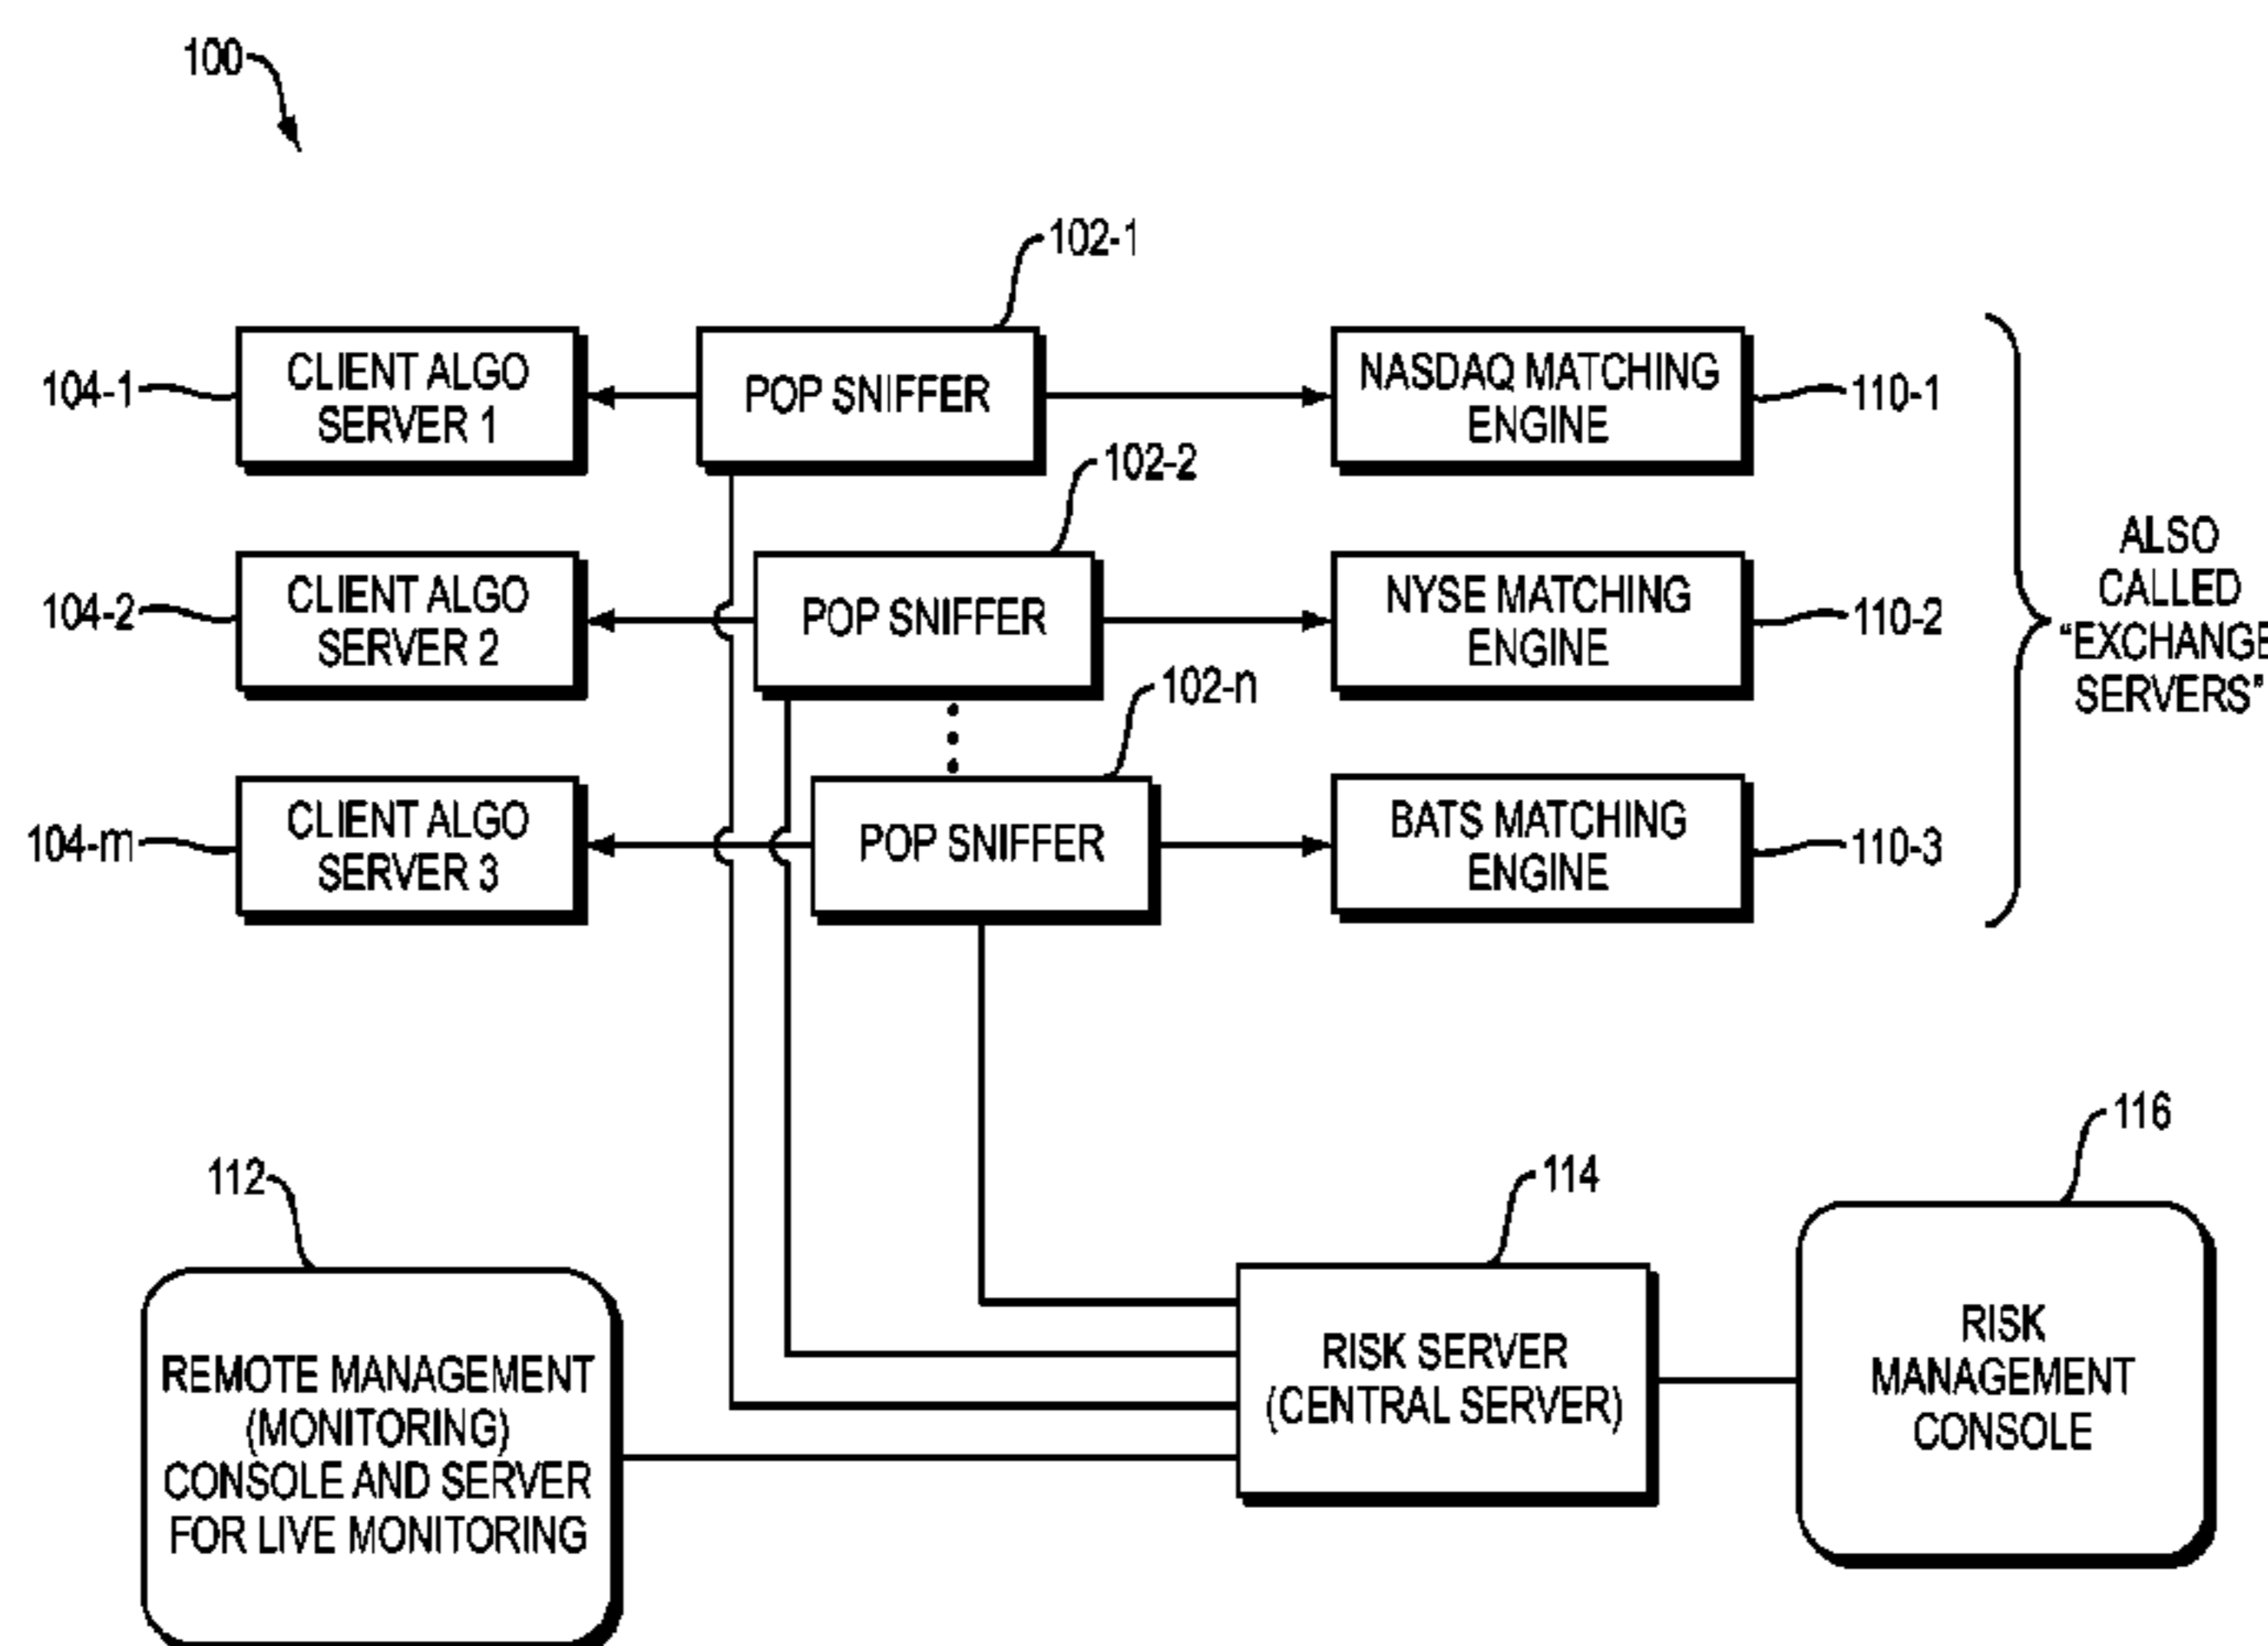 100
102-1
CLIENT ALGO
SERVER 1
104-1
POP SNIFFER
NASDAQ MATCHING
ENGINE
110-1
102-2
CLIENT ALGO
SERVER 2
104-2
POP SNIFFER
NYSE MATCHING
ENGINE
110-2
ALSO
CALLED
“EXCHANGE
SERVERS”
102-n
CLIENT ALGO
SERVER 3
104-m
POP SNIFFER
BATS MATCHING
ENGINE
110-3
112
REMOTE MANAGEMENT
(MONITORING)
CONSOLE AND SERVER
FOR LIVE MONITORING
114
RISK SERVER
(CENTRAL SERVER)
116
RISK
MANAGEMENT
CONSOLE